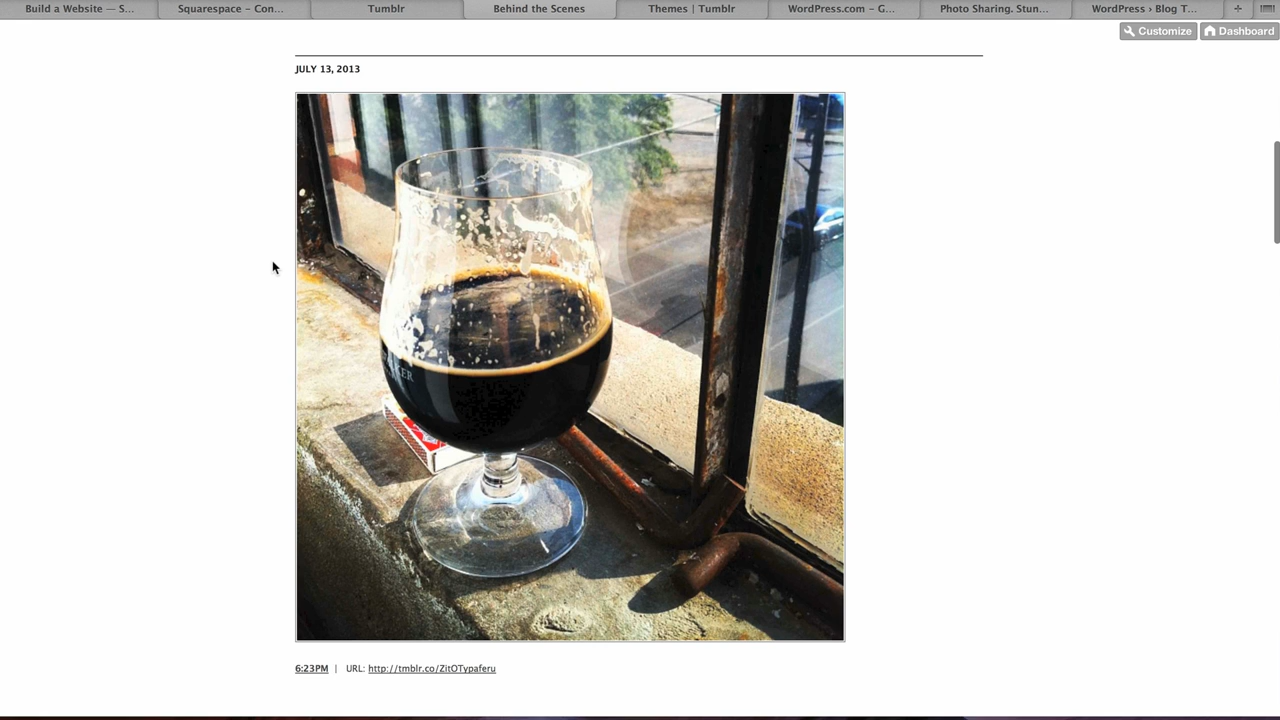 Build a Website — S...
Squarespace - Con...
Tumblr
Behind the Scenes
Themes | Tumblr
WordPress.com - G...
Photo Sharing. Stun...
WordPress › Blog T...
Customize
Dashboard
JULY 13, 2013
6:23PM | URL: http://tmblr.co/ZitOTypaferu